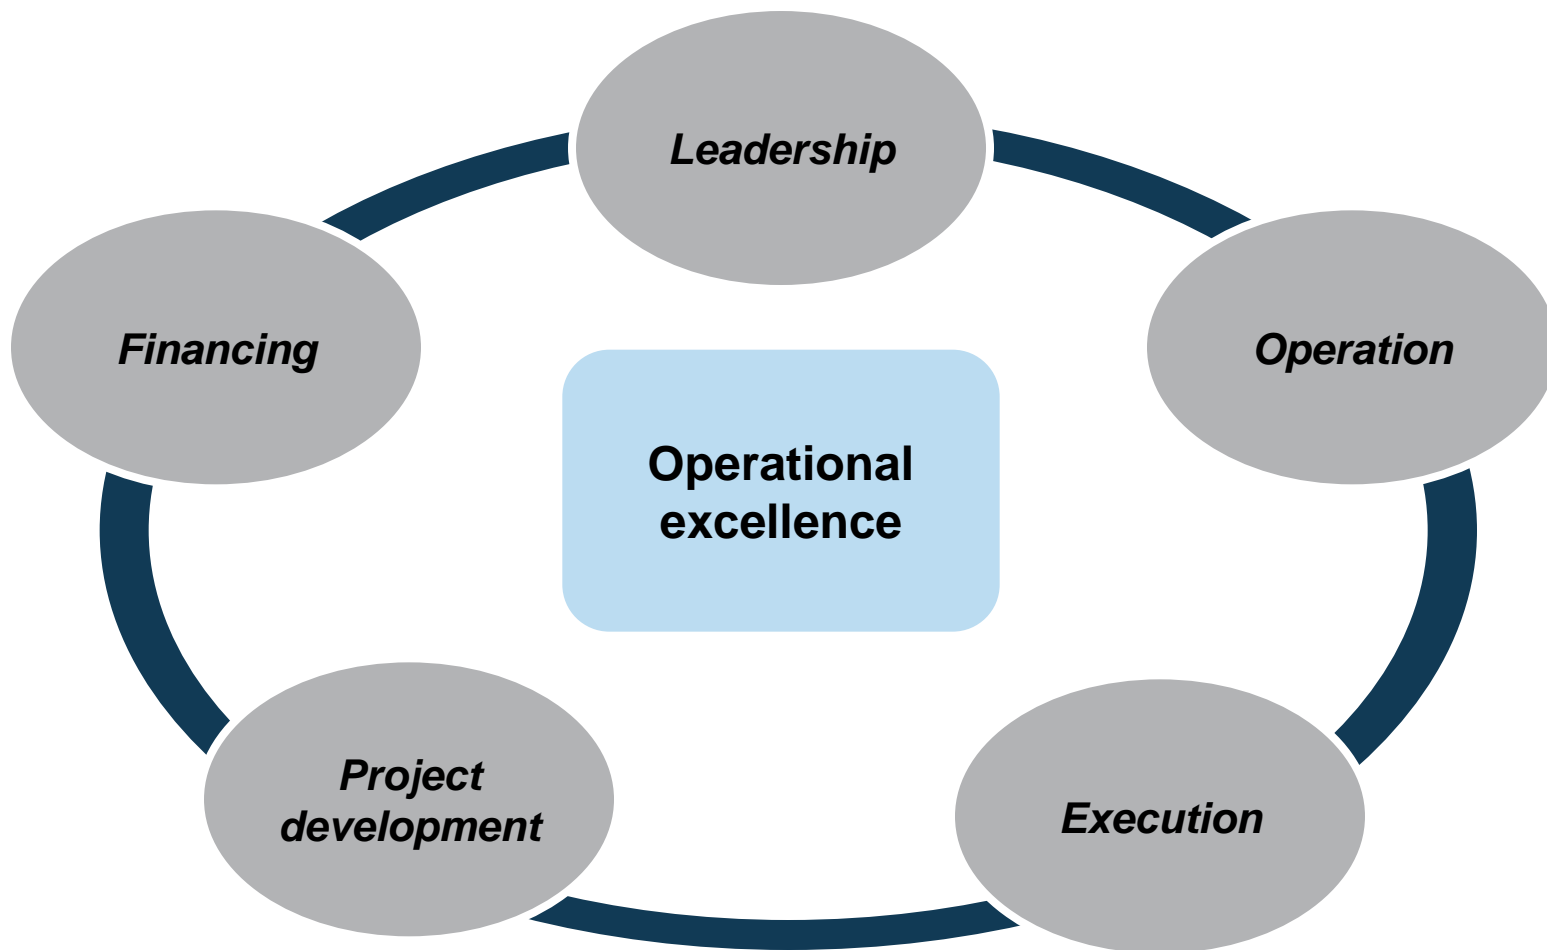 Leadership
Financing
Operation
Operational
excellence
Project
development
Execution